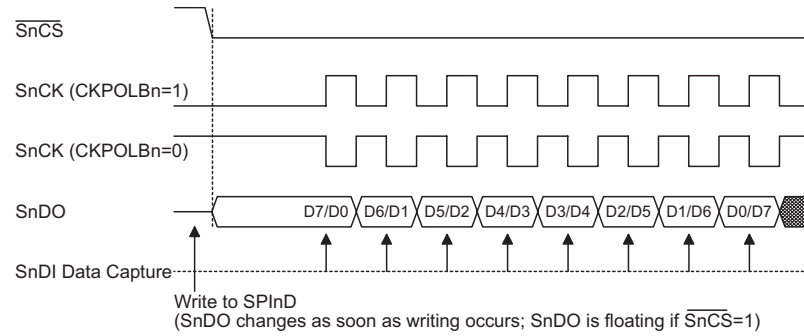 SnCS
SnCK (CKPOLBn=1)
SnCK (CKPOLBn=0)
SnDO D7/D0 D6/D1 D5/D2 D4/D3 D3/D4 D2/D5 D1/D6 D0/D7
SnDI Data Capture
Write to SPInD
(SnDO changes as soon as writing occurs; SnDO is floating if SnCS=1)